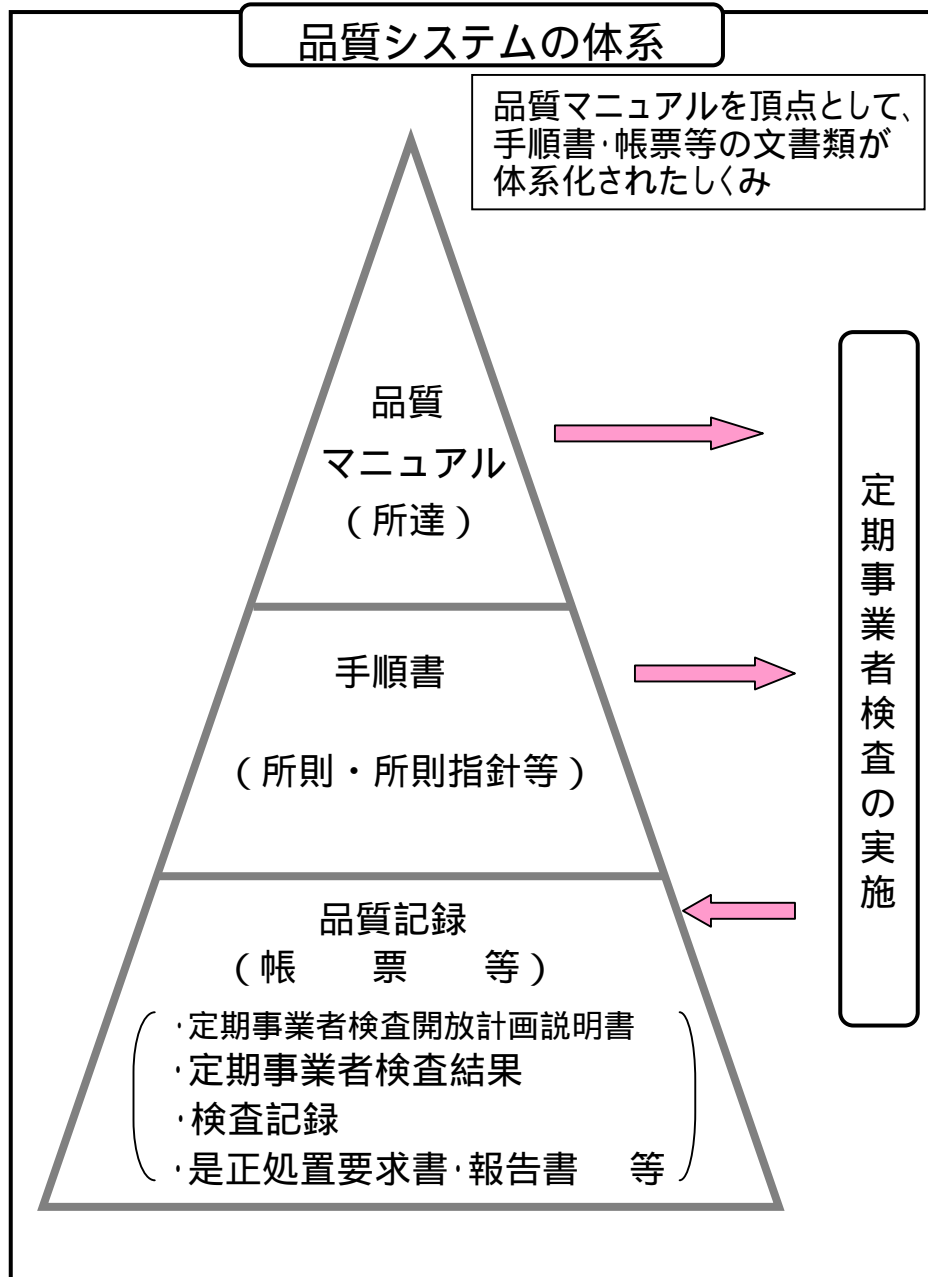 品質システムの体系
品質マニュアルを頂点として、
手順書・帳票等の文書類が
体系化されたしくみ
品質
マニュアル
（所達）
手順書
（所則・所則指針等）
品質記録
（帳　票　等）
・定期事業者検査開放計画説明書
・定期事業者検査結果
・検査記録
・是正処置要求書・報告書　等
定期事業者検査の実施